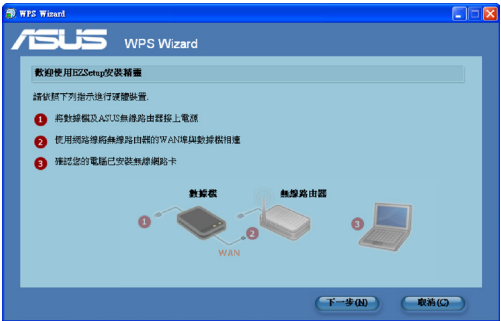 WPS Wizard
ASUS WPS Wizard
歡迎使用EZSetup安裝精靈
請依照下列指示進行硬體裝置.
1 將數據機及ASUS無線路由器接上電源
2 使用網路線將無線路由器的WAN埠與數據機相連
3 確認您的電腦已安裝無線網路卡
數據機 無線路由器
1 2 3
WAN
下一步(N) 取消(C)